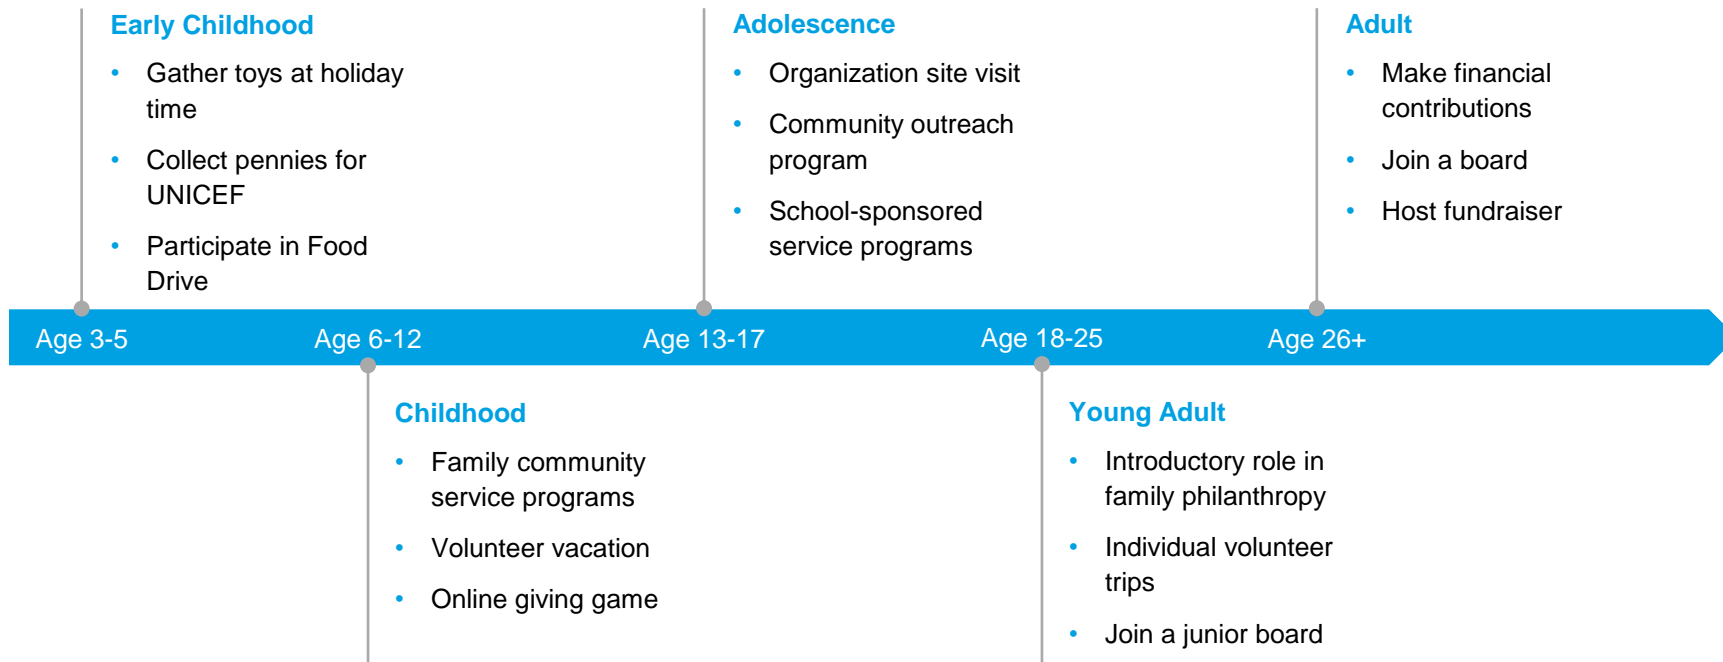 Early Childhood
• Gather toys at holiday
time
• Collect pennies for
UNICEF
• Participate in Food
Drive
Adolescence
• Organization site visit
• Community outreach
program
• School-sponsored
service programs
Adult
• Make financial
contributions
• Join a board
• Host fundraiser
Age 3-5
Age 6-12
Age 13-17
Age 18-25
Age 26+
Childhood
• Family community
service programs
• Volunteer vacation
• Online giving game
Young Adult
• Introductory role in
family philanthropy
• Individual volunteer
trips
• Join a junior board